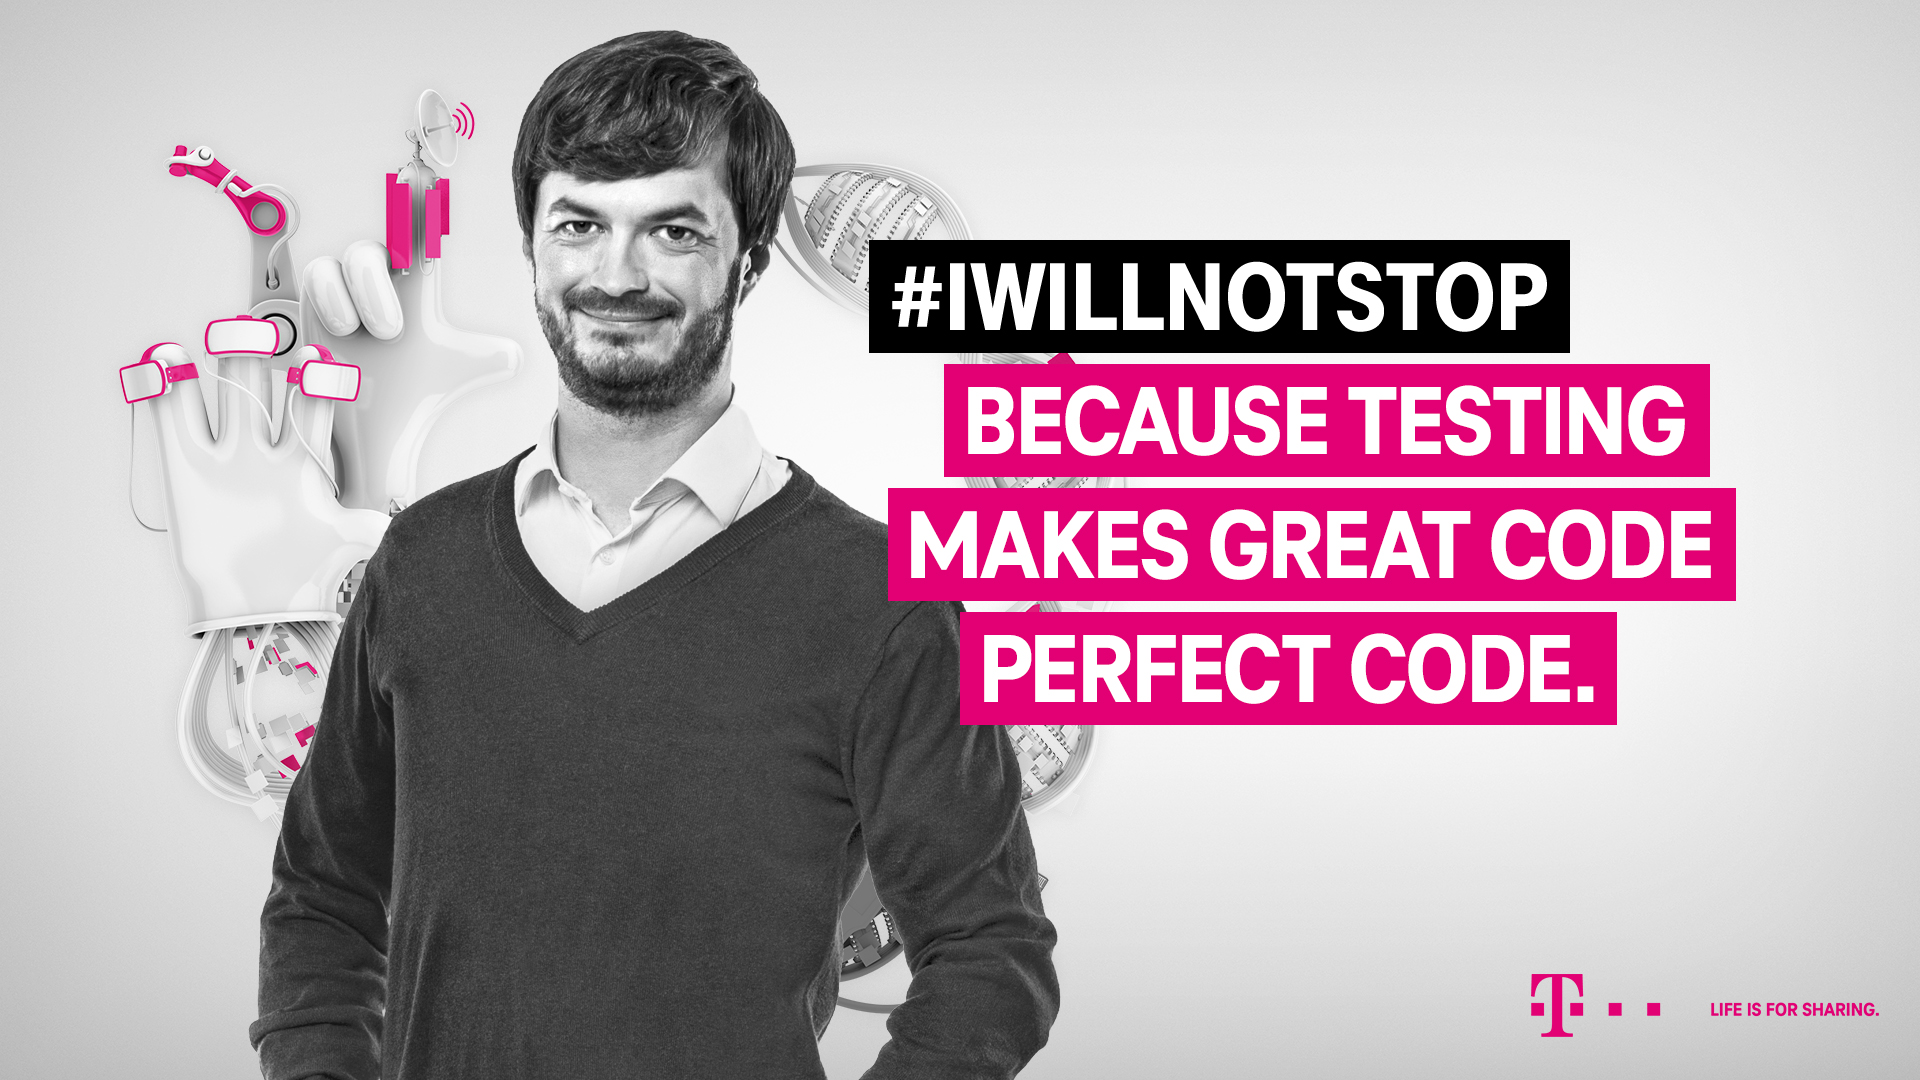 #IWILLNOTSTOP
BECAUSE TESTING
MAKES GREAT CODE
PERFECT CODE.
T
LIFE IS FOR SHARING.